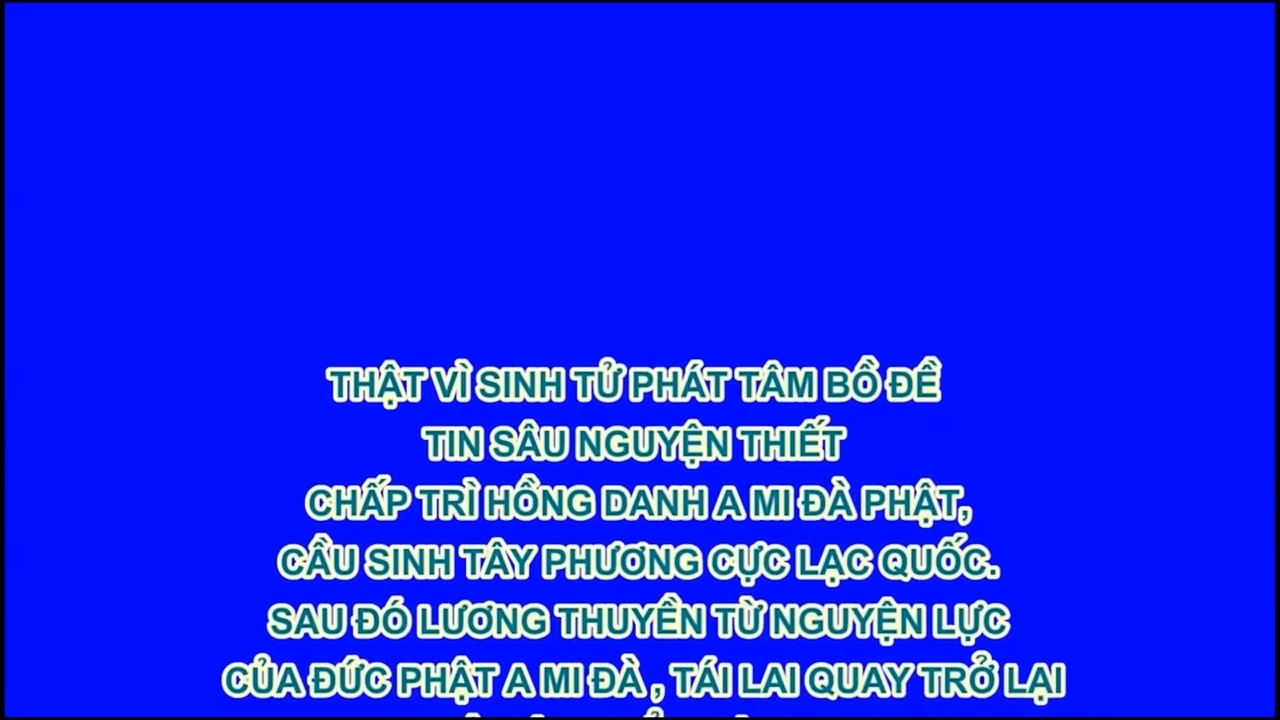 THẬT VÌ SINH TỬ PHÁT TÂM BỒ ĐỀ
TIN SÂU NGUYỆN THIẾT
CHẤP TRÌ HỒNG DANH A MI ĐÀ PHẬT,
CẦU SINH TÂY PHƯƠNG CỰC LẠC QUỐC.
SAU ĐÓ LƯƠNG THUYỀN TỪ NGUYỆN LỰC
CỦA ĐỨC PHẬT A MI ĐÀ , TÁI LAI QUAY TRỞ LẠI